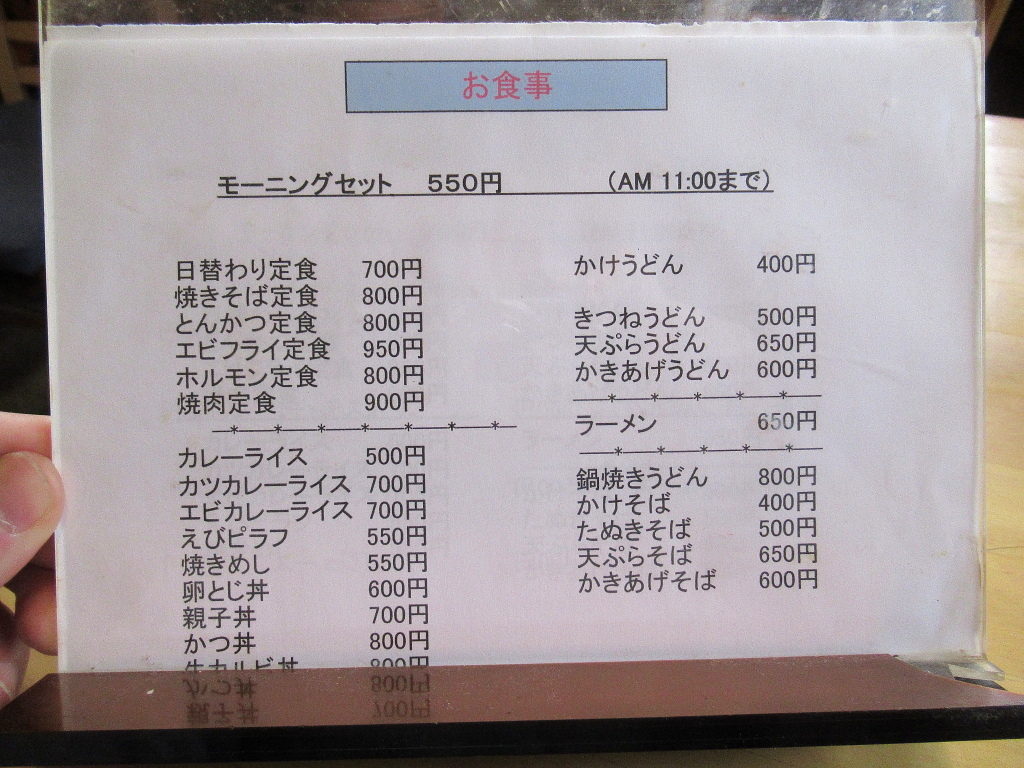 お食事
モーニングセット 550円 (AM 11:00まで)
日替わり定食 700円
焼きそば定食 800円
とんかつ定食 800円
エビフライ定食 950円
ホルモン定食 800円
焼肉定食 900円
―*―*―*―*―*―*―*―
カレーライス 500円
カツカレーライス 700円
エビカレーライス 700円
えびピラフ 550円
焼きめし 550円
卵とじ丼 600円
親子丼 700円
かつ丼 800円
牛カルビ丼 800円
かけうどん 400円
きつねうどん 500円
天ぷらうどん 650円
かきあげうどん 600円
―*―*―*―*―*―
ラーメン 650円
―*―*―*―*―*―
鍋焼きうどん 800円
かけそば 400円
たぬきそば 500円
天ぷらそば 650円
かきあげそば 600円